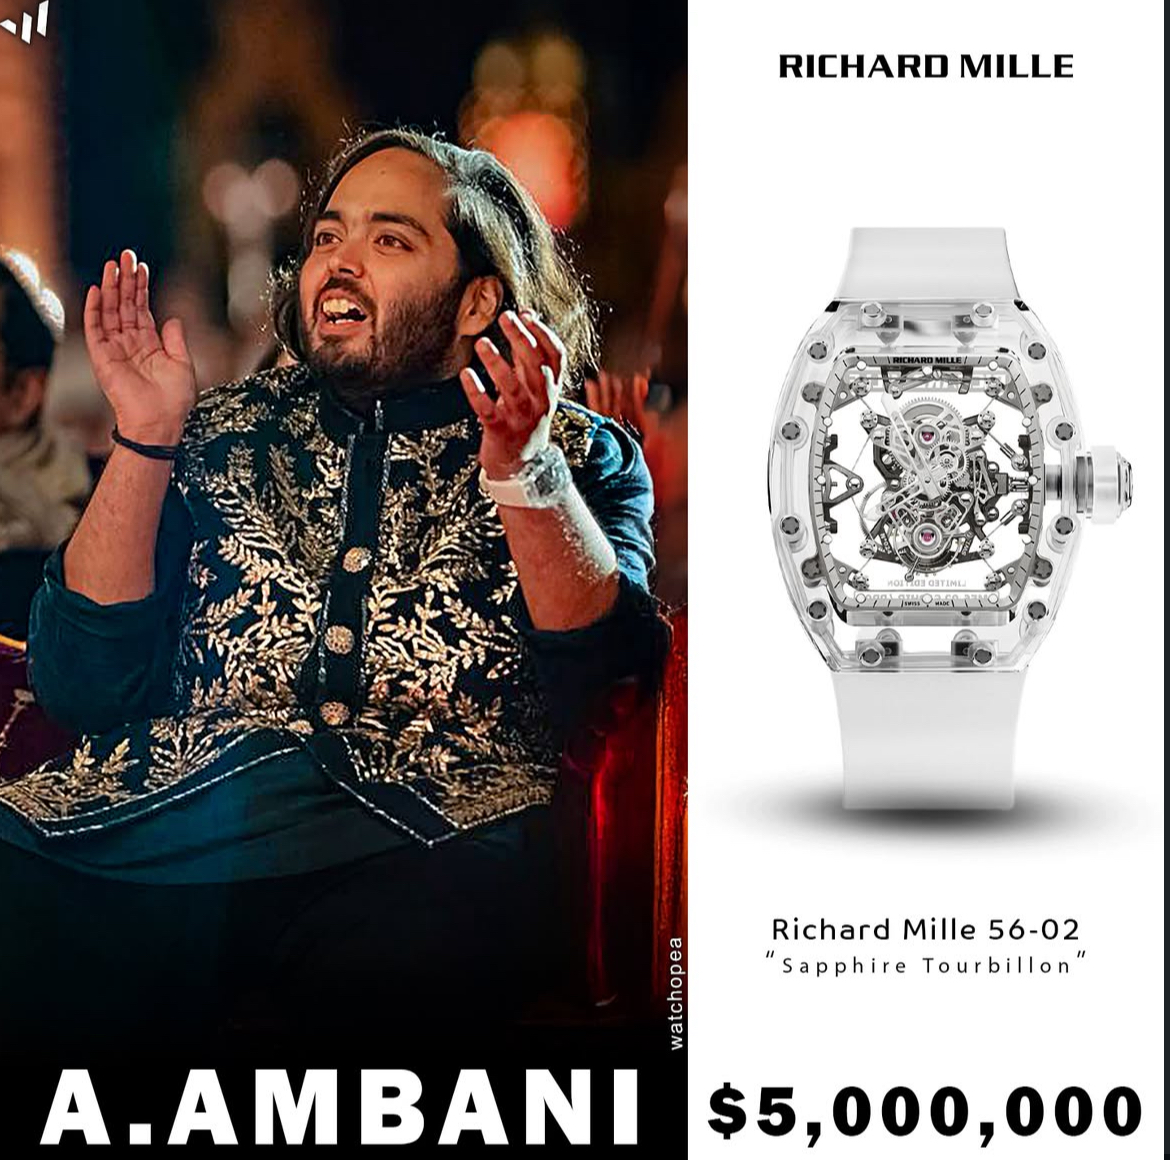 A.AMBANI
watchopea
RICHARD MILLE
RICHARD MILLE
LIMITED EDITION
SWISS MADE
Richard Mille 56-02
"Sapphire Tourbillon"
$5,000,000